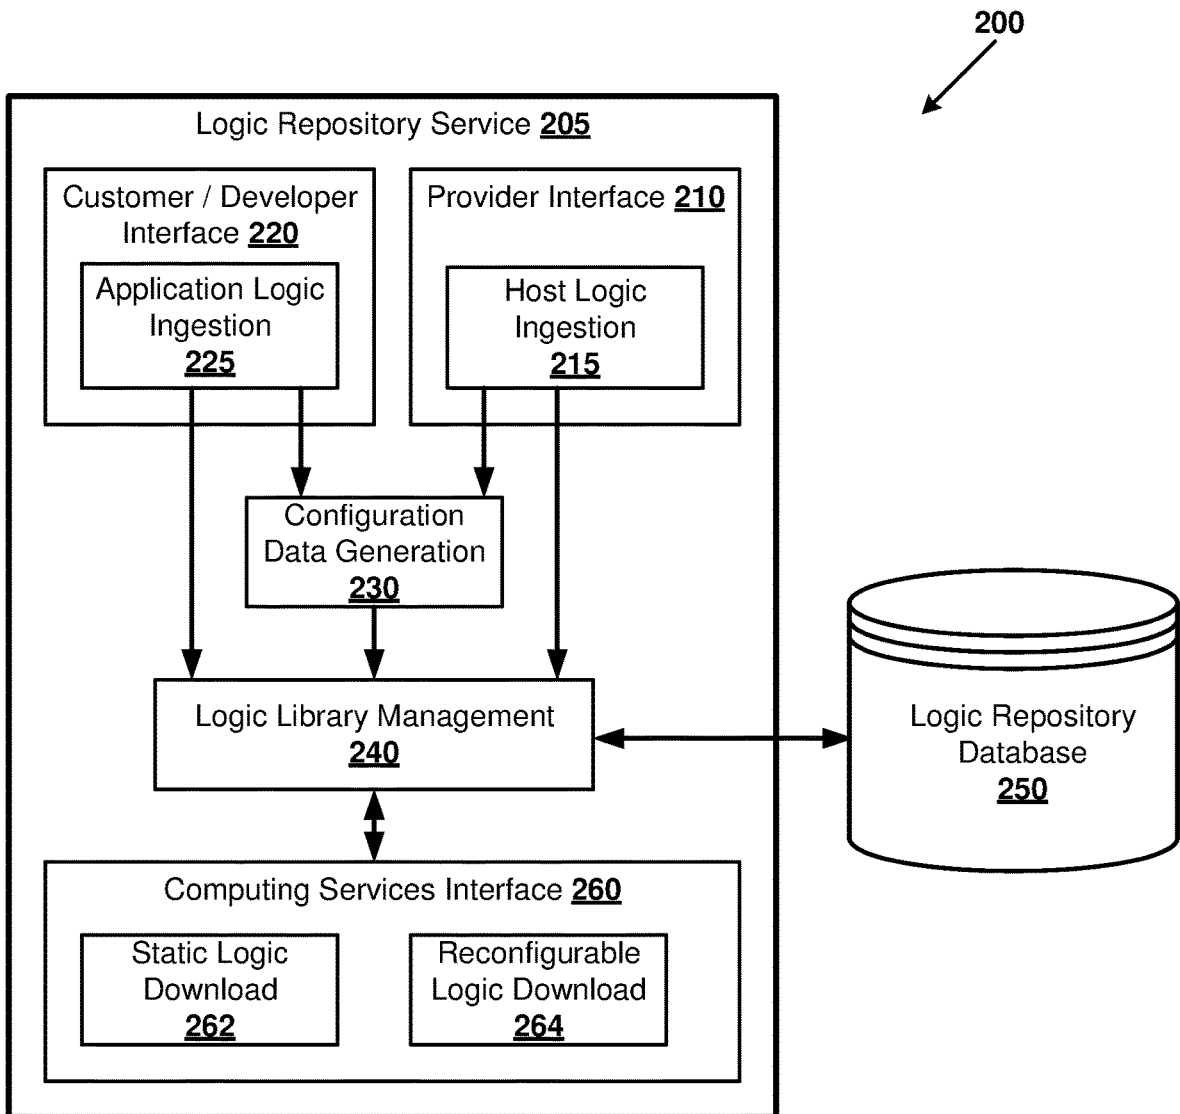 200
Logic Repository Service 205
Customer / Developer
Interface 220
Application Logic
Ingestion
225
Provider Interface 210
Host Logic
Ingestion
215
Configuration
Data Generation
230
Logic Library Management
240
Logic Repository
Database
250
Computing Services Interface 260
Static Logic
Download
262
Reconfigurable
Logic Download
264